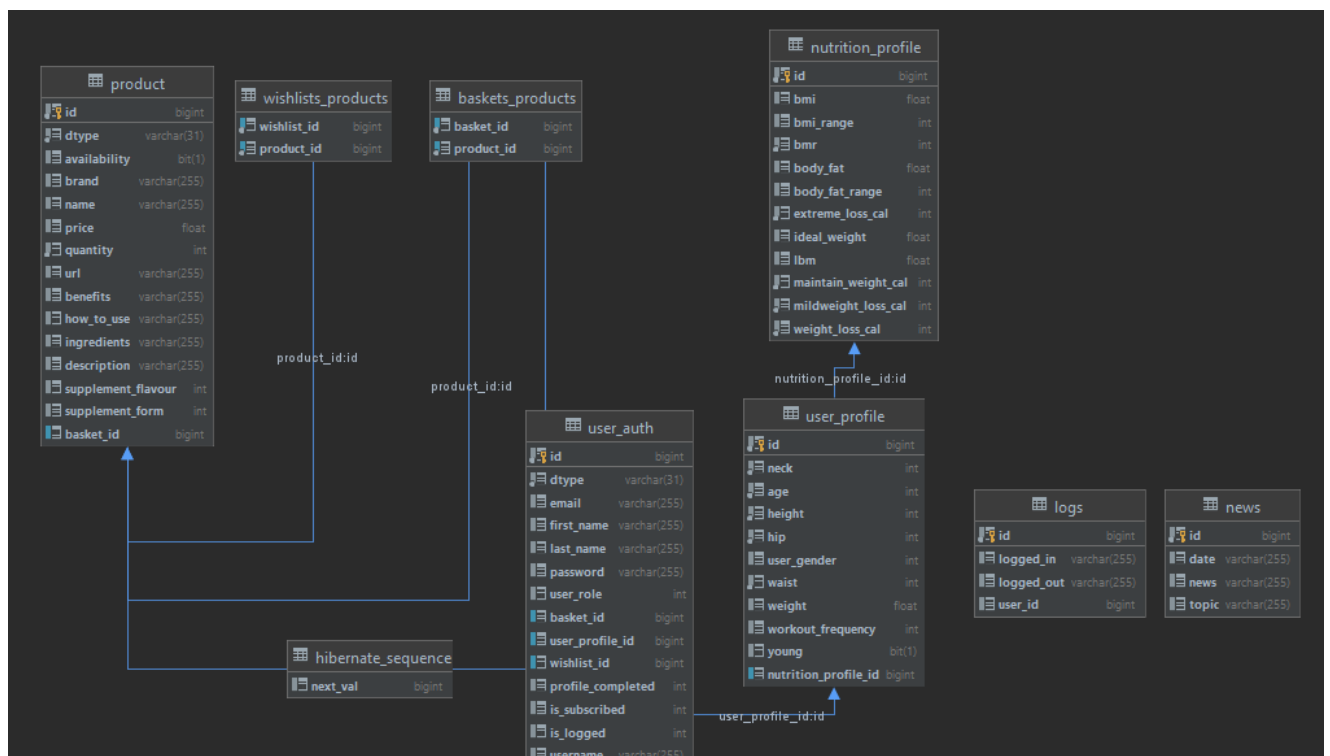 product
id bigint
dtype varchar(31)
availability bit(1)
brand varchar(255)
name varchar(255)
price float
quantity int
url varchar(255)
benefits varchar(255)
how_to_use varchar(255)
ingredients varchar(255)
description varchar(255)
supplement_flavour int
supplement_form int
basket_id bigint
wishlists_products
wishlist_id bigint
product_id bigint
baskets_products
basket_id bigint
product_id bigint
nutrition_profile
id bigint
bmi float
bmi_range int
bmr int
body_fat float
body_fat_range int
extreme_loss_cal int
ideal_weight float
lbm float
maintain_weight_cal int
mildweight_loss_cal int
weight_loss_cal int
product_id:id
product_id:id
nutrition_profile_id:id
user_auth
id bigint
dtype varchar(31)
email varchar(255)
first_name varchar(255)
last_name varchar(255)
password varchar(255)
user_role int
basket_id bigint
user_profile_id bigint
wishlist_id bigint
profile_completed int
is_subscribed int
is_logged int
username varchar(255)
user_profile
id bigint
neck int
age int
height int
hip int
user_gender int
waist int
weight float
workout_frequency int
young bit(1)
nutrition_profile_id bigint
user_profile_id:id
logs
id bigint
logged_in varchar(255)
logged_out varchar(255)
user_id bigint
news
id bigint
date varchar(255)
news varchar(255)
topic varchar(255)
hibernate_sequence
next_val bigint